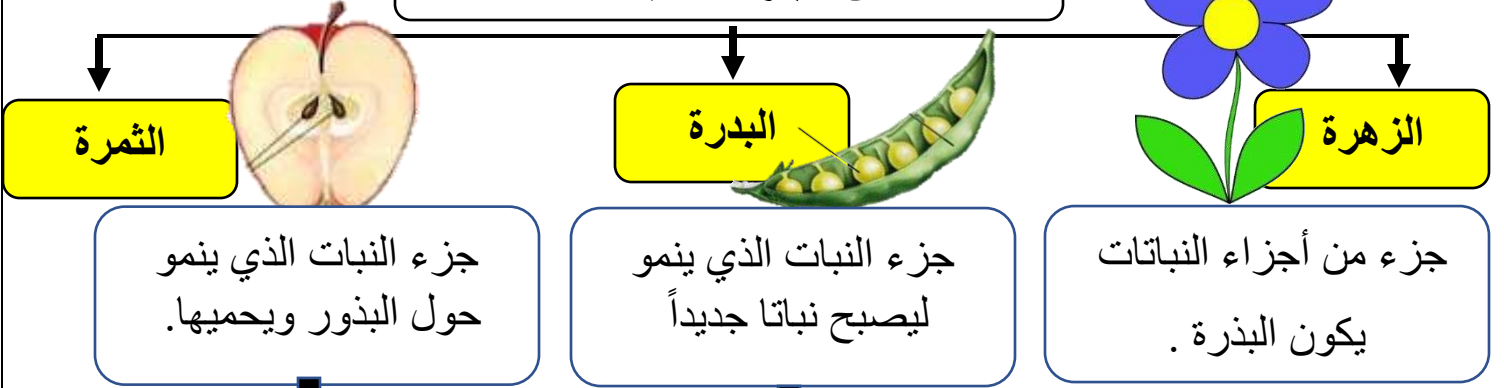 الزهرة
جزء من أجزاء النباتات
يكون البذرة .
البدرة
جزء النبات الذي ينمو
ليصبح نباتا جديداً
الثمرة
جزء النبات الذي ينمو
حول البذور ويحميها.